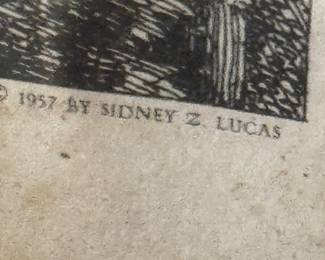 © 1957 BY SIDNEY Z. LUCAS